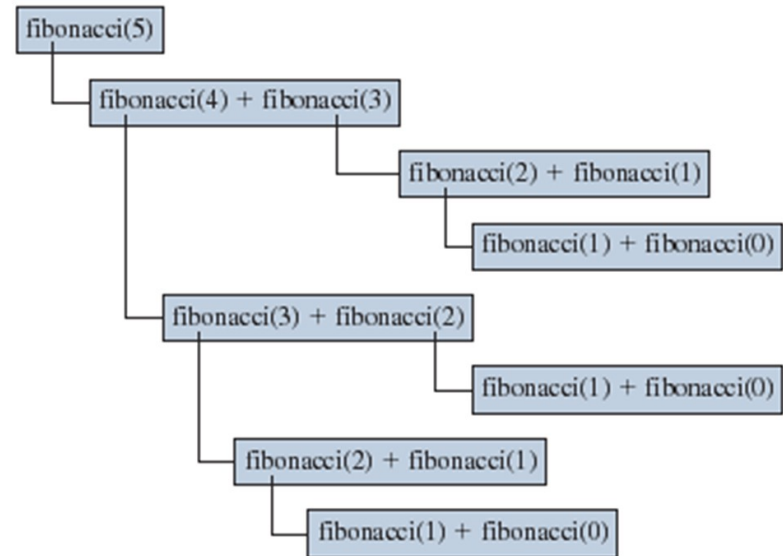 fibonacci(5)
fibonacci(4) + fibonacci(3)
fibonacci(2) + fibonacci(1)
fibonacci(1) + fibonacci(0)
fibonacci(3) + fibonacci(2)
fibonacci(1) + fibonacci(0)
fibonacci(2) + fibonacci(1)
fibonacci(1) + fibonacci(0)